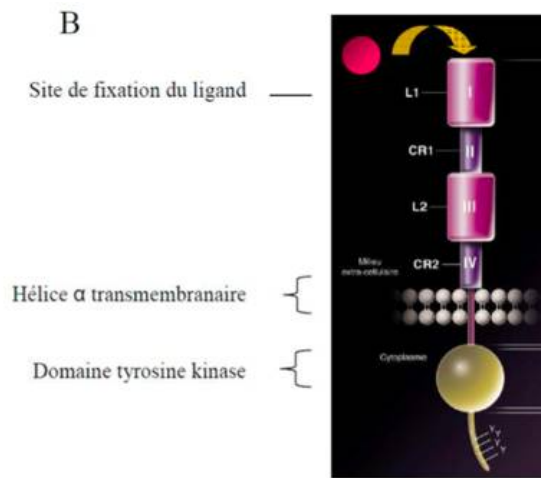 B
Site de fixation du ligand
L1
I
CR1
II
L2
III
Milieu
extra-cellulaire
CR2
IV
Hélice α transmembranaire
Cytoplasme
Domaine tyrosine kinase
Y
Y
Y
Y